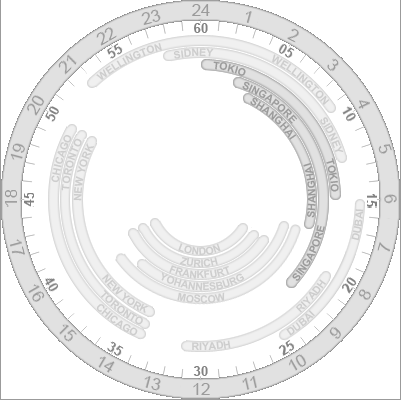 24
1
2
3
4
5
6
7
8
9
10
11
12
13
14
15
16
17
18
19
20
21
22
23
60
05
10
15
20
25
30
35
40
45
50
55
WELLINGTON
WELLINGTON
SIDNEY
SIDNEY
TOKIO
TOKIO
SINGAPORE
SINGAPORE
SHANGHAI
SHANGHAI
DUBAI
DUBAI
RIYADH
RIYADH
LONDON
ZURICH
FRANKFURT
YOHANNESBURG
MOSCOW
NEW YORK
NEW YORK
TORONTO
TORONTO
CHICAGO
CHICAGO